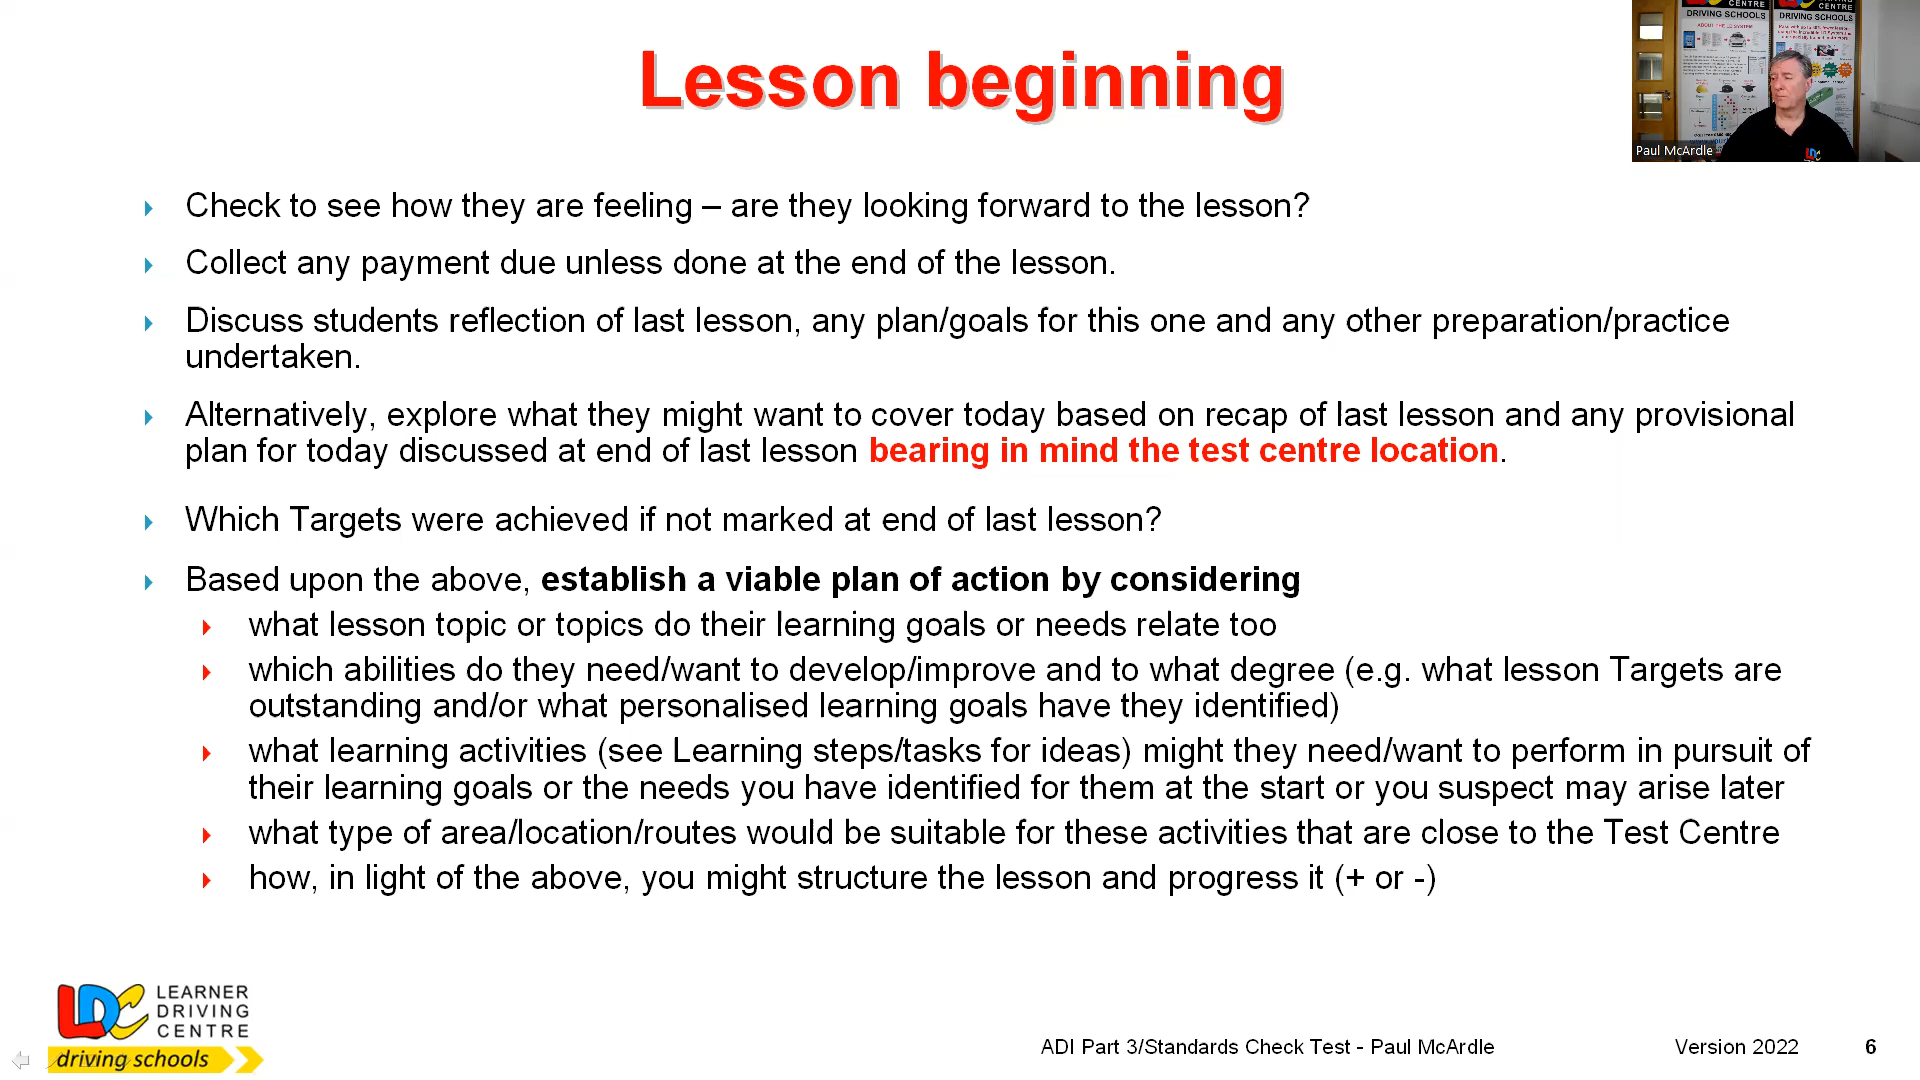 Lesson beginning
CENTRE
CENTRE
DRIVING SCHOOLS
DRIVING SCHOOLS
ABOUT THE LD SYSTEM
Paul McArdle
LDC
Check to see how they are feeling – are they looking forward to the lesson?
Collect any payment due unless done at the end of the lesson.
Discuss students reflection of last lesson, any plan/goals for this one and any other preparation/practice
undertaken.
Alternatively, explore what they might want to cover today based on recap of last lesson and any provisional
plan for today discussed at end of last lesson bearing in mind the test centre location.
Which Targets were achieved if not marked at end of last lesson?
Based upon the above, establish a viable plan of action by considering
what lesson topic or topics do their learning goals or needs relate too
which abilities do they need/want to develop/improve and to what degree (e.g. what lesson Targets are
outstanding and/or what personalised learning goals have they identified)
what learning activities (see Learning steps/tasks for ideas) might they need/want to perform in pursuit of
their learning goals or the needs you have identified for them at the start or you suspect may arise later
what type of area/location/routes would be suitable for these activities that are close to the Test Centre
how, in light of the above, you might structure the lesson and progress it (+ or -)
LDC LEARNER
DRIVING
CENTRE
driving schools
ADI Part 3/Standards Check Test - Paul McArdle
Version 2022
6